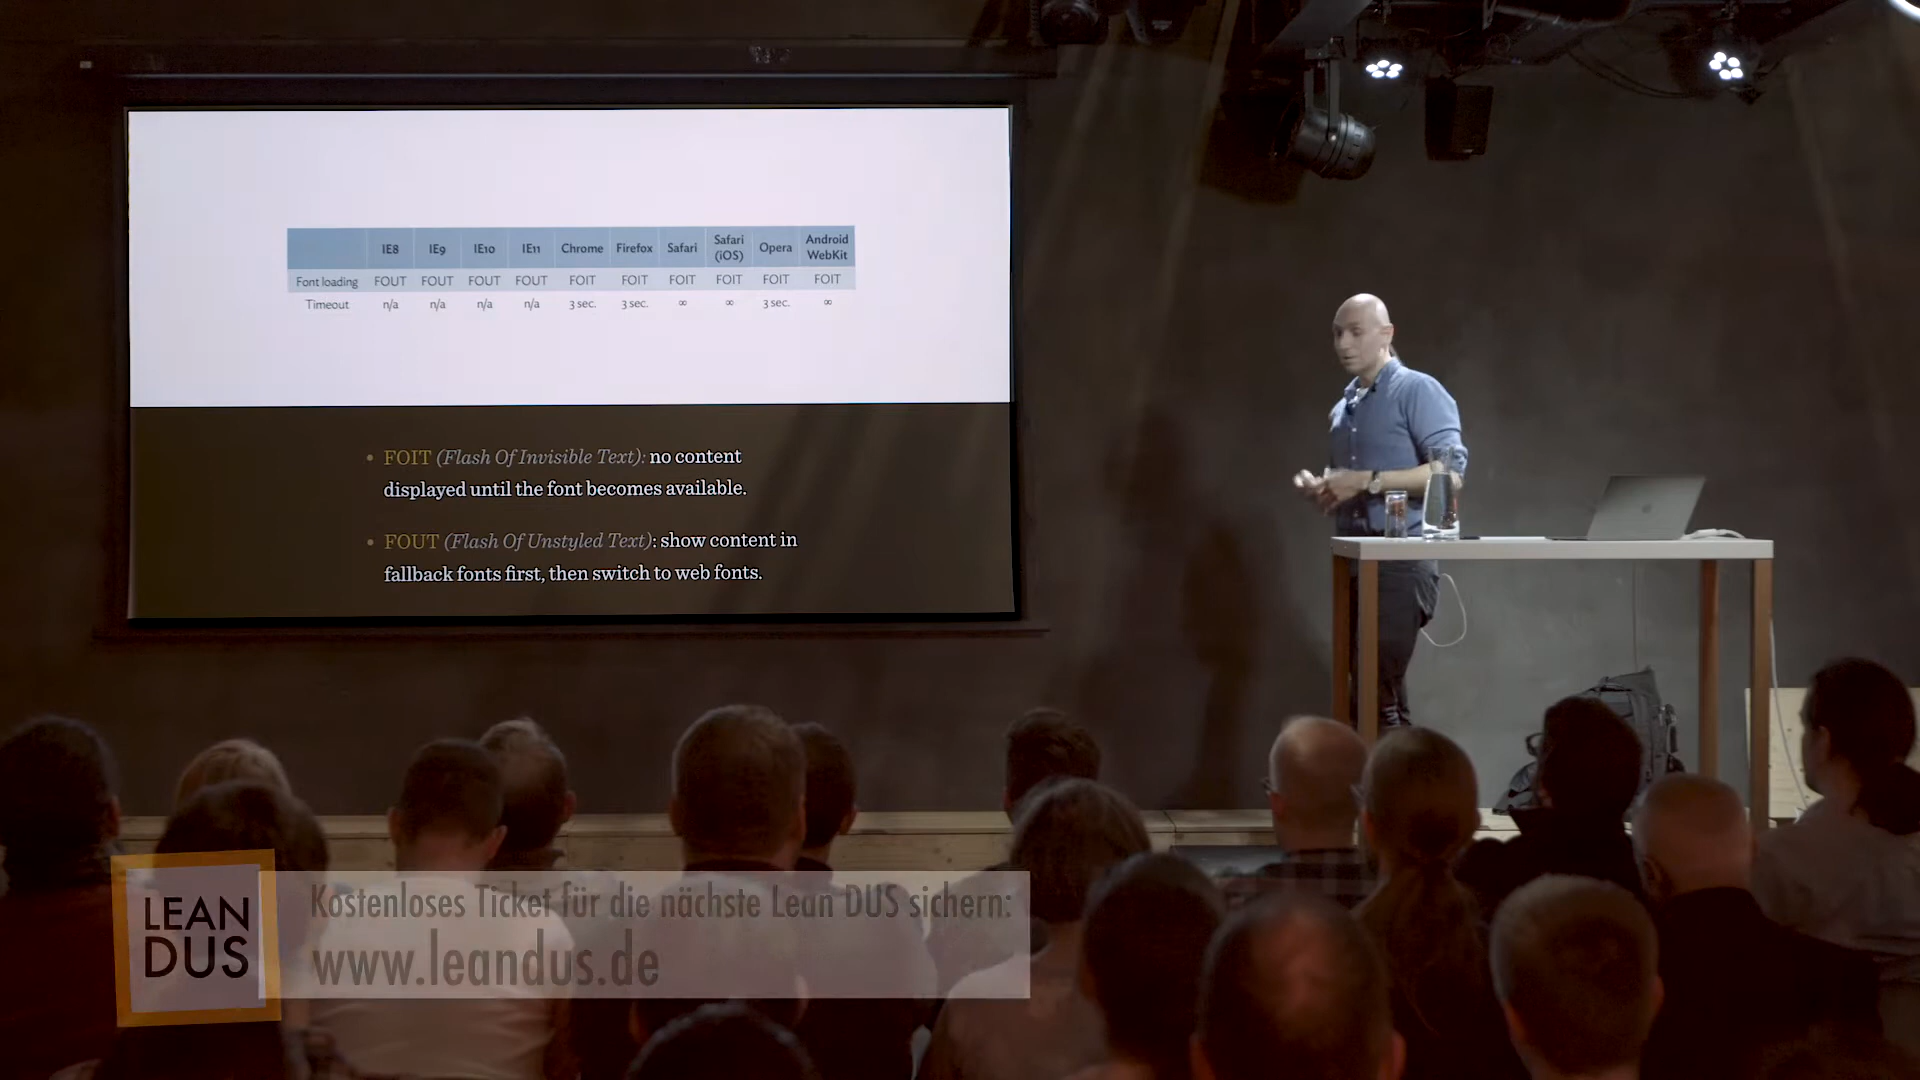 IE8 IE9 IE10 IE11 Chrome Firefox Safari Safari (iOS) Opera Android WebKit
Font loading FOUT FOUT FOUT FOUT FOIT FOIT FOIT FOIT FOIT FOIT
Timeout n/a n/a n/a n/a 3 sec. 3 sec. ∞ ∞ 3 sec. ∞
• FOIT (Flash Of Invisible Text): no content
displayed until the font becomes available.
• FOUT (Flash Of Unstyled Text): show content in
fallback fonts first, then switch to web fonts.
LEAN
DUS
Kostenloses Ticket für die nächste Lean DUS sichern:
www.leandus.de